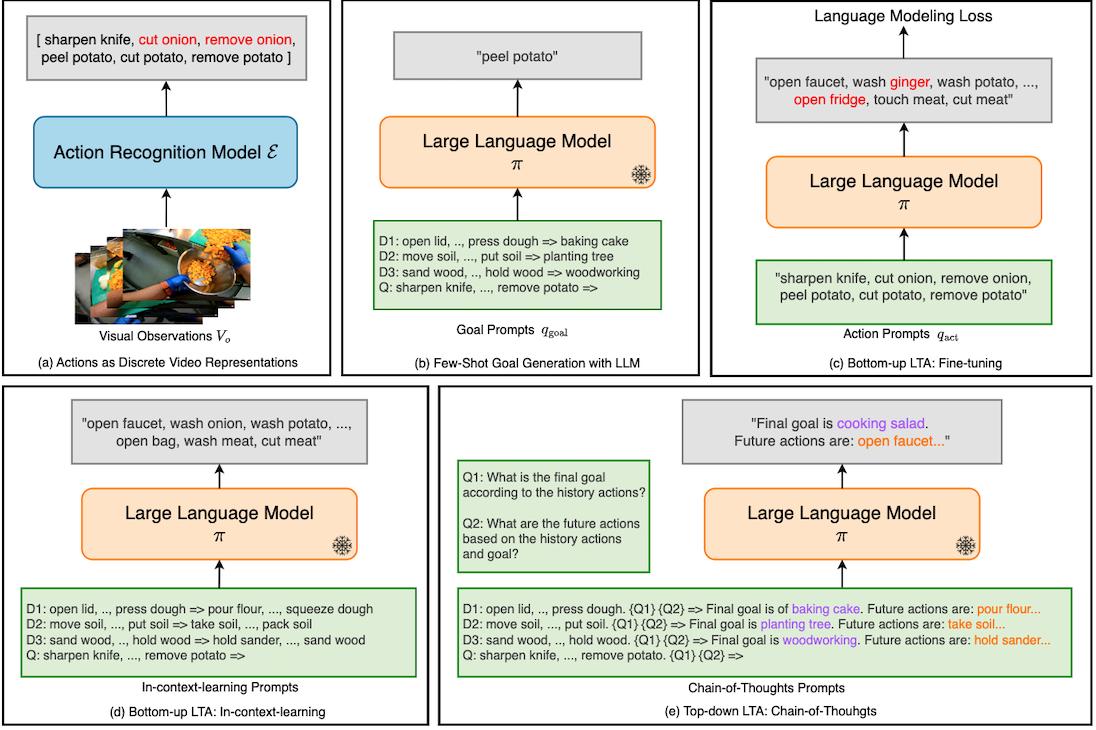 [ sharpen knife, cut onion, remove onion,
peel potato, cut potato, remove potato ]
Action Recognition Model ℰ
Visual Observations Vₒ
(a) Actions as Discrete Video Representations
"peel potato"
Large Language Model
π
D1: open lid, .., press dough => baking cake
D2: move soil, ..., put soil => planting tree
D3: sand wood, .., hold wood => woodworking
Q: sharpen knife, ..., remove potato =>
Goal Prompts q_goal
(b) Few-Shot Goal Generation with LLM
Language Modeling Loss
"open faucet, wash ginger, wash potato, ...,
open fridge, touch meat, cut meat"
Large Language Model
π
"sharpen knife, cut onion, remove onion,
peel potato, cut potato, remove potato"
Action Prompts q_act
(c) Bottom-up LTA: Fine-tuning
"open faucet, wash onion, wash potato, ...,
open bag, wash meat, cut meat"
Large Language Model
π
D1: open lid, .., press dough => pour flour, ..., squeeze dough
D2: move soil, ..., put soil => take soil, ..., pack soil
D3: sand wood, .., hold wood => hold sander, ..., sand wood
Q: sharpen knife, ..., remove potato =>
In-context-learning Prompts
(d) Bottom-up LTA: In-context-learning
"Final goal is cooking salad.
Future actions are: open faucet..."
Q1: What is the final goal
according to the history actions?
Q2: What are the future actions
based on the history actions
and goal?
Large Language Model
π
D1: open lid, .., press dough. {Q1} {Q2} => Final goal is of baking cake. Future actions are: pour flour...
D2: move soil, ..., put soil. {Q1} {Q2} => Final goal is planting tree. Future actions are: take soil...
D3: sand wood, .., hold wood. {Q1} {Q2} => Final goal is woodworking. Future actions are: hold sander...
Q: sharpen knife, ..., remove potato. {Q1} {Q2} =>
Chain-of-Thoughts Prompts
(e) Top-down LTA: Chain-of-Thouhgts